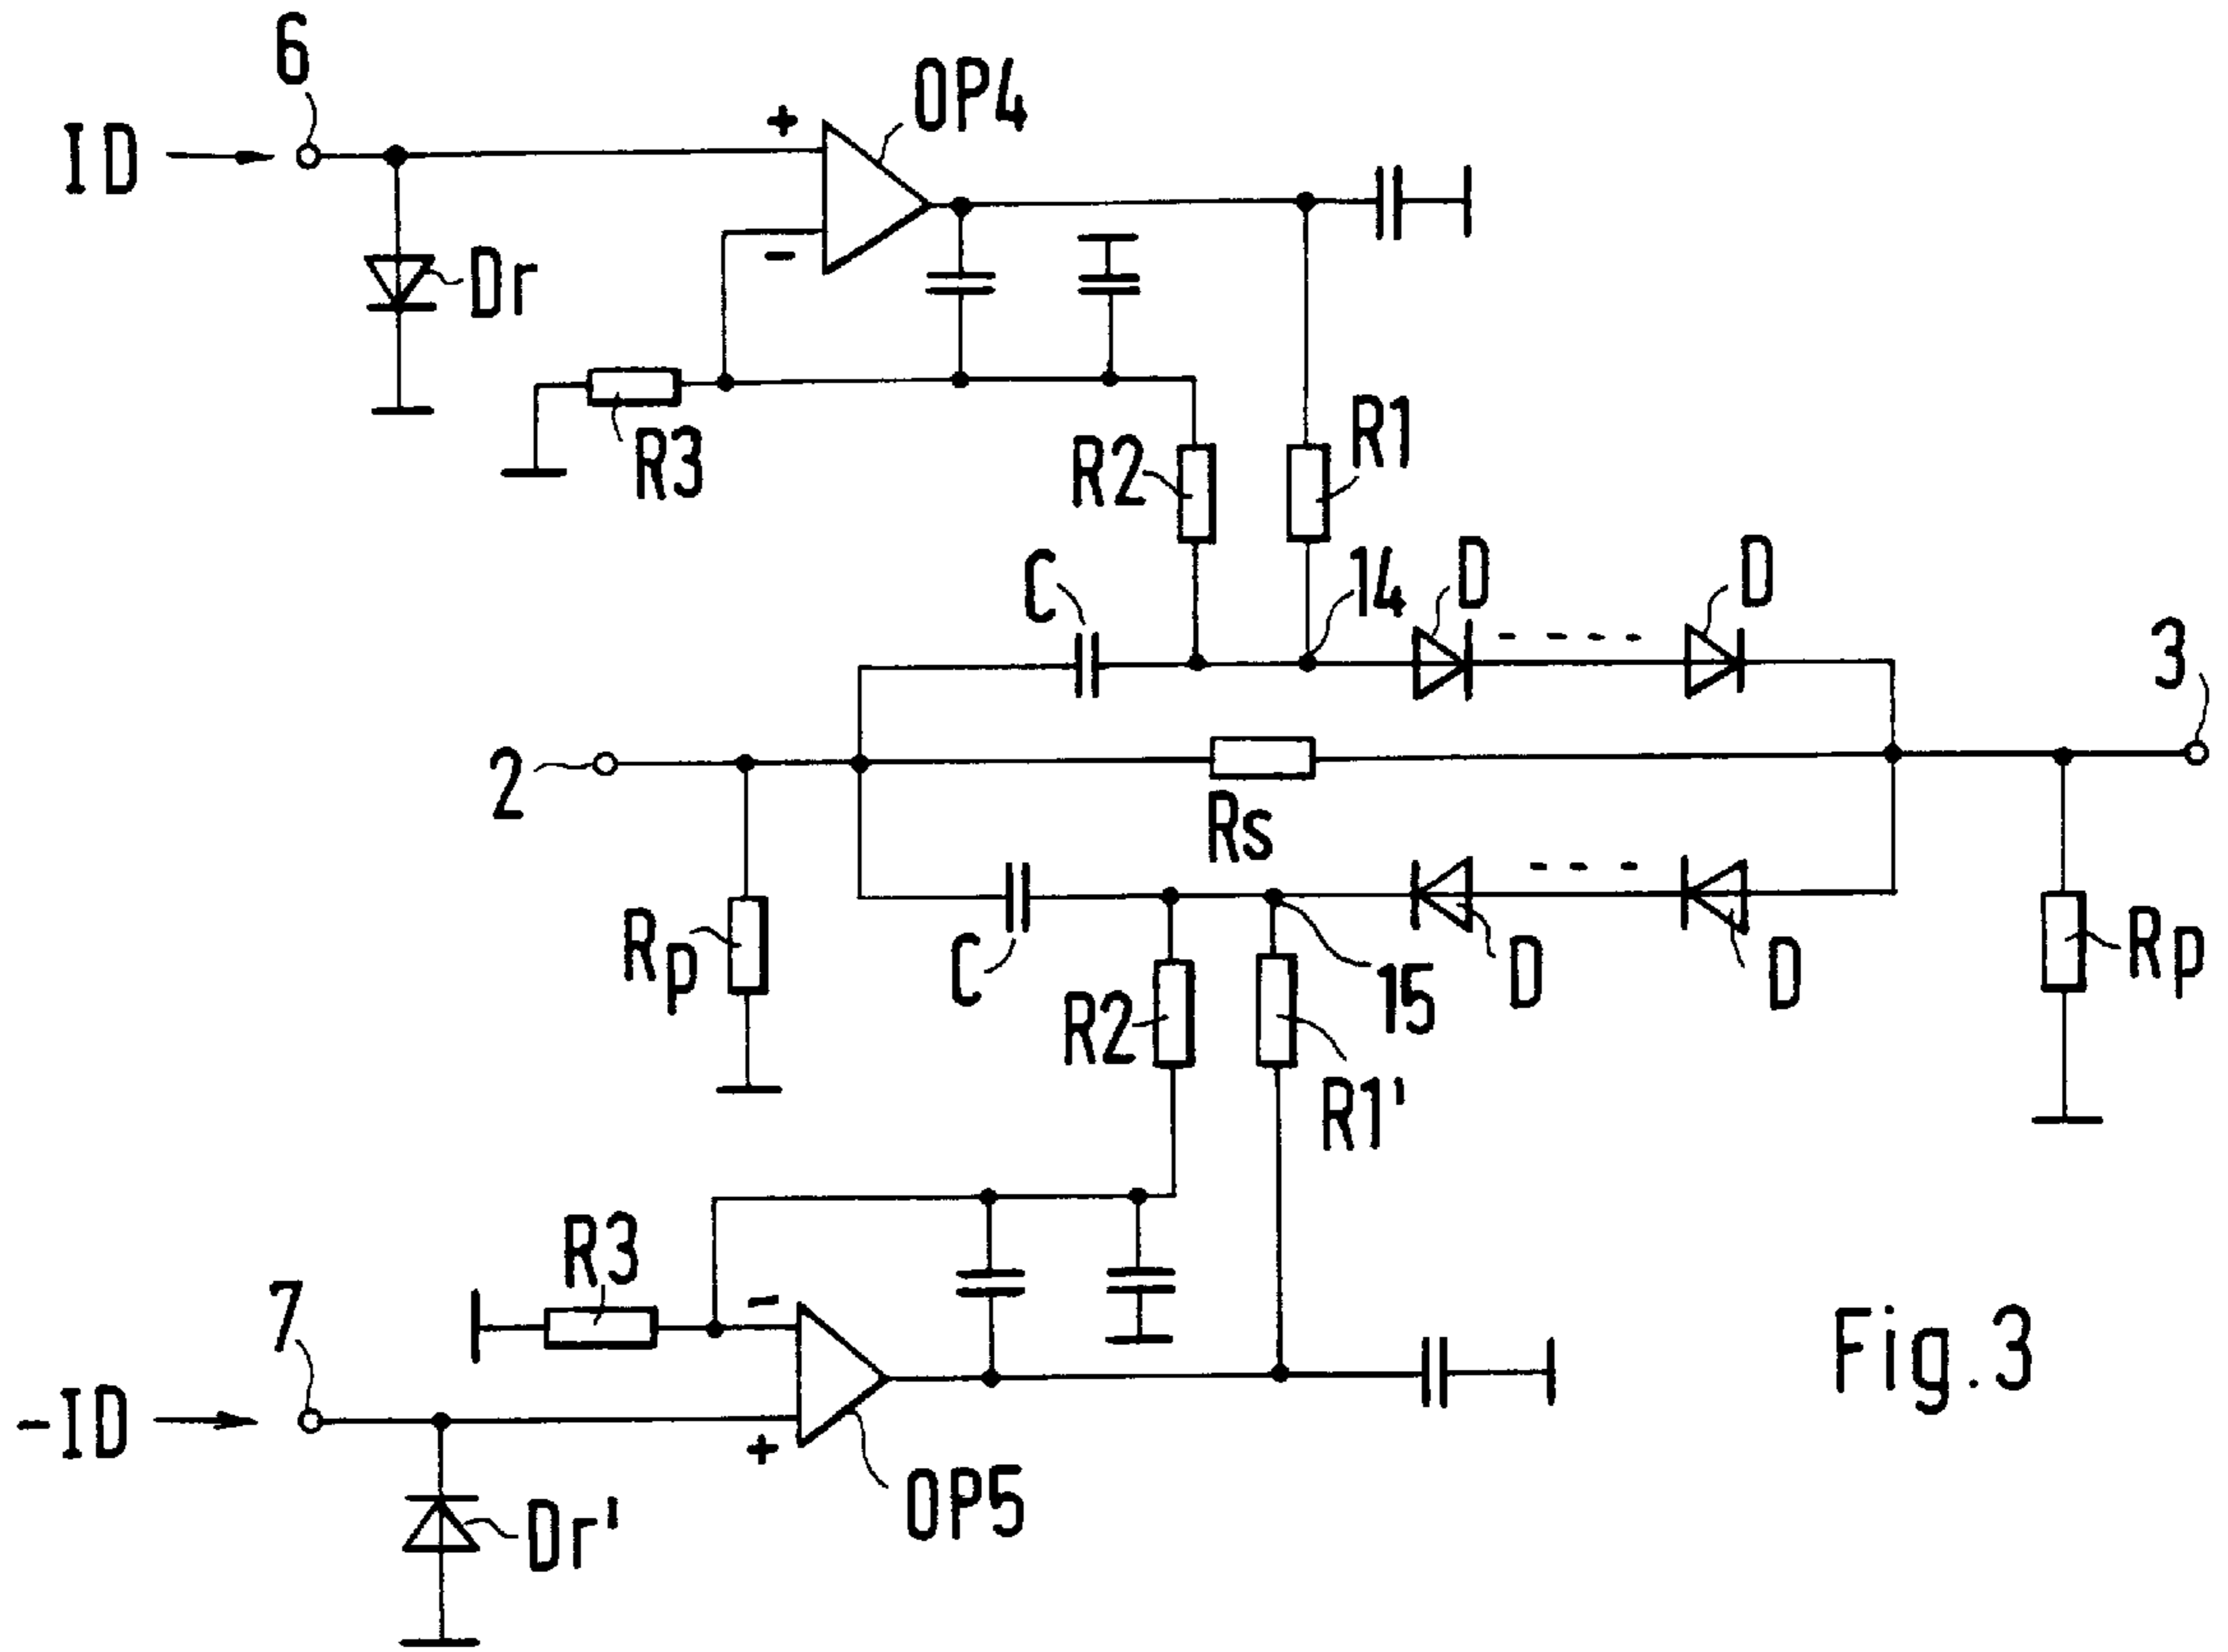 6
OP4
ID
+
-
Dr
R3
R2
R1
C
14
D
D
3
2
Rs
Rp
C
R2
15
D
D
Rp
R1'
R3
-
7
-ID
+
OP5
Dr'
Fig.3